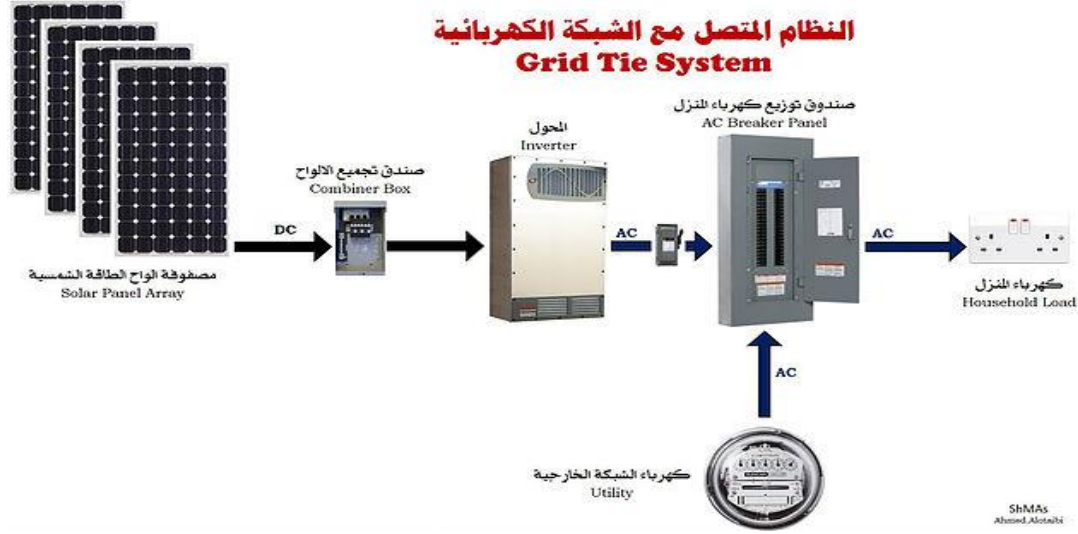 النظام المتصل مع الشبكة الكهربائية
Grid Tie System
صندوق توزيع كهرباء المنزل
AC Breaker Panel
المحول
Inverter
صندق تجميع الالواح
Combiner Box
DC
AC
AC
مصفوفة الواح الطاقة الشمسية
Solar Panel Array
كهرباء المنزل
Household Load
AC
كهرباء الشبكة الخارجية
Utility
ShMAs
Ahmed.Alotaibi